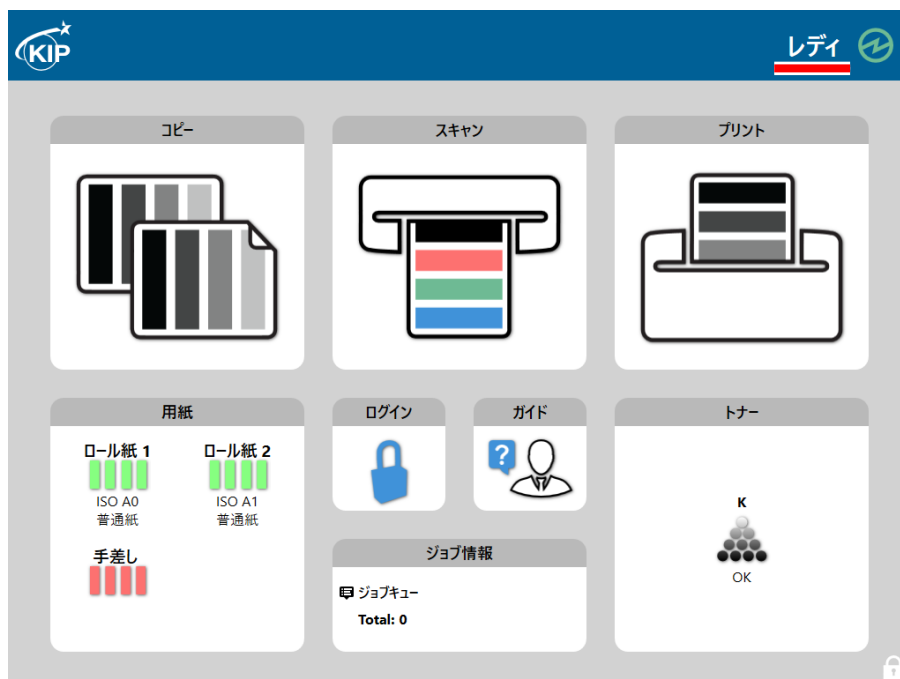 KIP
レディ
コピー
スキャン
プリント
用紙
ロール紙 1
ロール紙 2
ISO A0
普通紙
ISO A1
普通紙
手差し
ログイン
ガイド
?
ジョブ情報
ジョブキュー
Total: 0
トナー
K
OK